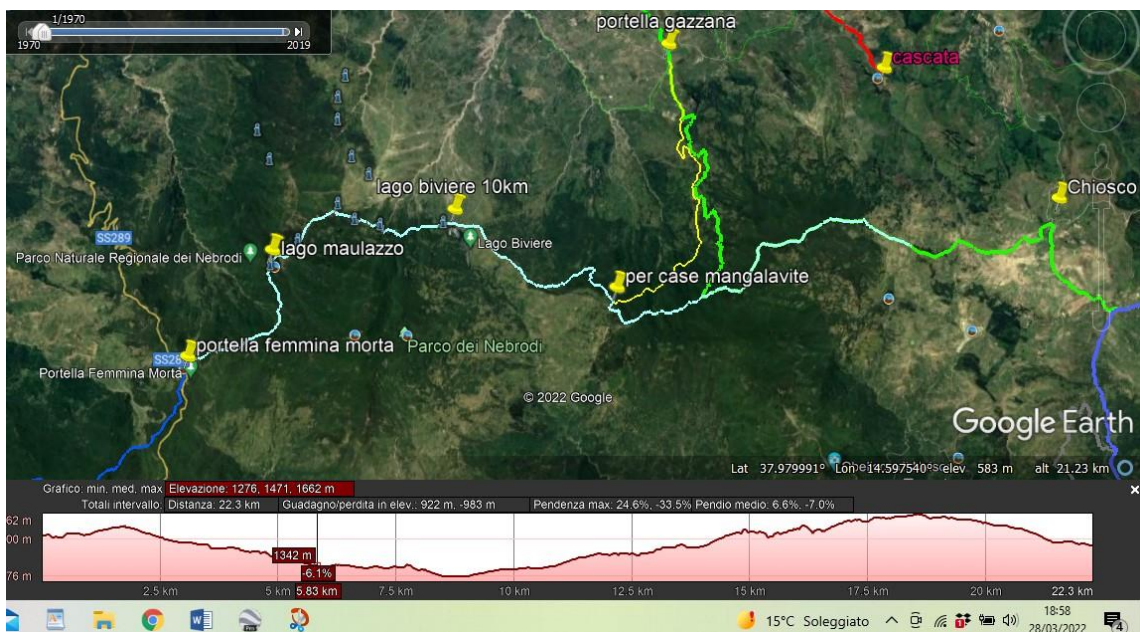 1/1970
1970
2019
portella gazzana
cascata
lago biviere 10km
Chiosco
SS289
lago maulazzo
Lago Biviere
Parco Naturale Regionale dei Nebrodi
per case mangalavite
portella femmina morta
Parco dei Nebrodi
SS28
Portella Femmina Morta
© 2022 Google
Google Earth
Lat 37.979991° Lon 14.597540° elev 583 m alt 21.23 km
Grafico: min. med. max Elevazione: 1276, 1471, 1662 m
Totali intervallo: Distanza: 22.3 km Guadagno/perdita in elev.: 922 m, -983 m Pendenza max: 24.6%, -33.5% Pendio medio: 6.6%, -7.0%
62 m
00 m
1342 m
76 m
-6.1%
2.5 km 5 km 5.83 km 7.5 km 10 km 12.5 km 15 km 17.5 km 20 km 22.3 km
15°C Soleggiato
18:58
28/03/2022
4